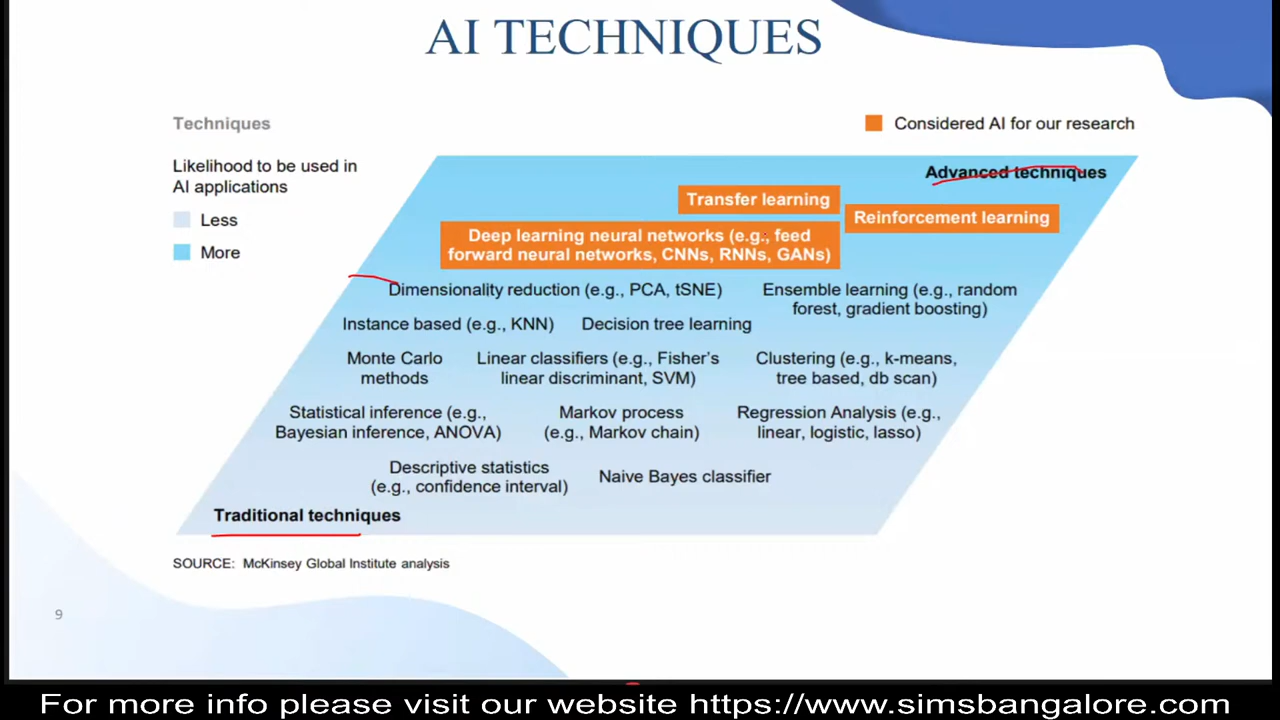 AI TECHNIQUES
Techniques
Considered AI for our research
Likelihood to be used in
AI applications
Less
More
Advanced techniques
Transfer learning
Reinforcement learning
Deep learning neural networks (e.g., feed
forward neural networks, CNNs, RNNs, GANs)
Dimensionality reduction (e.g., PCA, tSNE)
Ensemble learning (e.g., random
forest, gradient boosting)
Instance based (e.g., KNN)
Decision tree learning
Monte Carlo
methods
Linear classifiers (e.g., Fisher's
linear discriminant, SVM)
Clustering (e.g., k-means,
tree based, db scan)
Statistical inference (e.g.,
Bayesian inference, ANOVA)
Markov process
(e.g., Markov chain)
Regression Analysis (e.g.,
linear, logistic, lasso)
Descriptive statistics
(e.g., confidence interval)
Naive Bayes classifier
Traditional techniques
SOURCE: McKinsey Global Institute analysis
9
For more info please visit our website https://www.simsbangalore.com